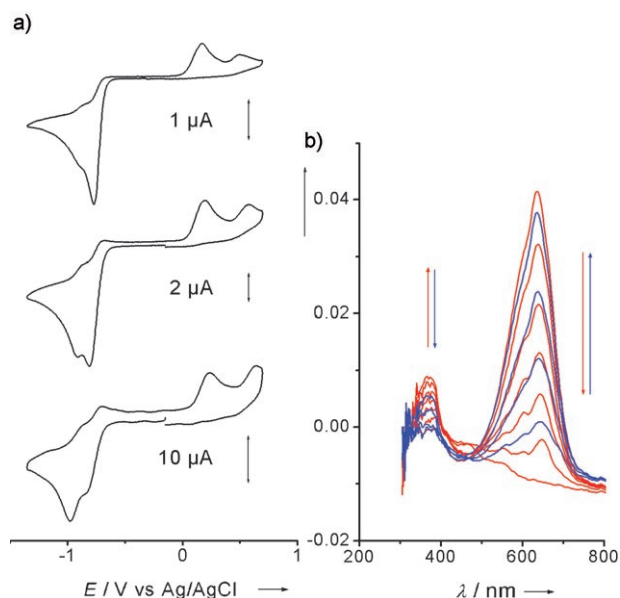 a)
1 μA
2 μA
10 μA
-1 0 1
E / V vs Ag/AgCl
b)
0.04
0.02
0.00
-0.02
200 400 600 800
λ / nm